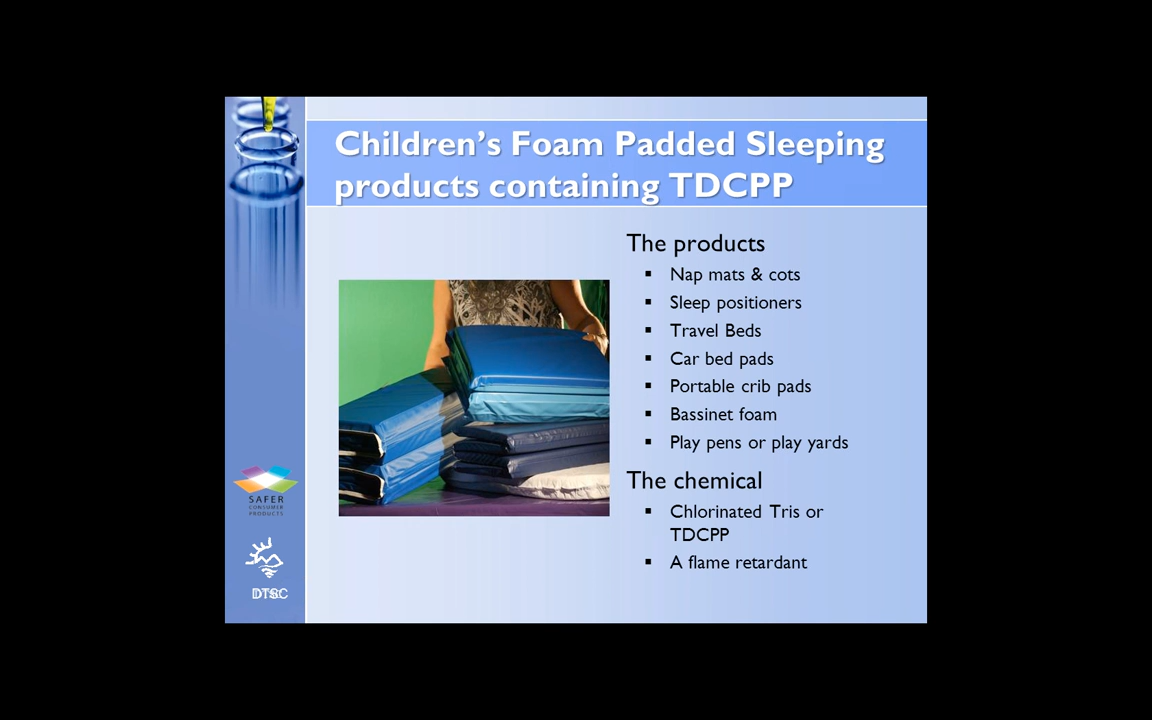 Children’s Foam Padded Sleeping
products containing TDCPP
The products
▪ Nap mats & cots
▪ Sleep positioners
▪ Travel Beds
▪ Car bed pads
▪ Portable crib pads
▪ Bassinet foam
▪ Play pens or play yards
The chemical
▪ Chlorinated Tris or
TDCPP
▪ A flame retardant
SAFER
CONSUMER
PRODUCTS
DTSC